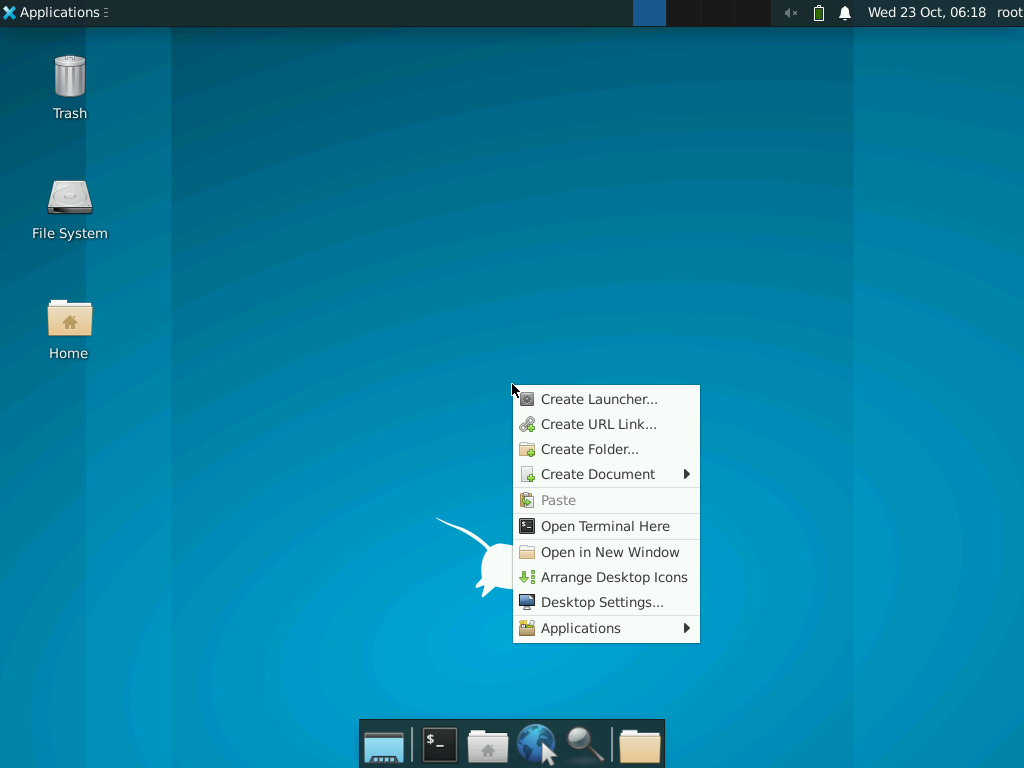 Applications
Wed 23 Oct, 06:18 root
Trash
File System
Home
Create Launcher...
Create URL Link...
Create Folder...
Create Document
Paste
Open Terminal Here
Open in New Window
Arrange Desktop Icons
Desktop Settings...
Applications
$_